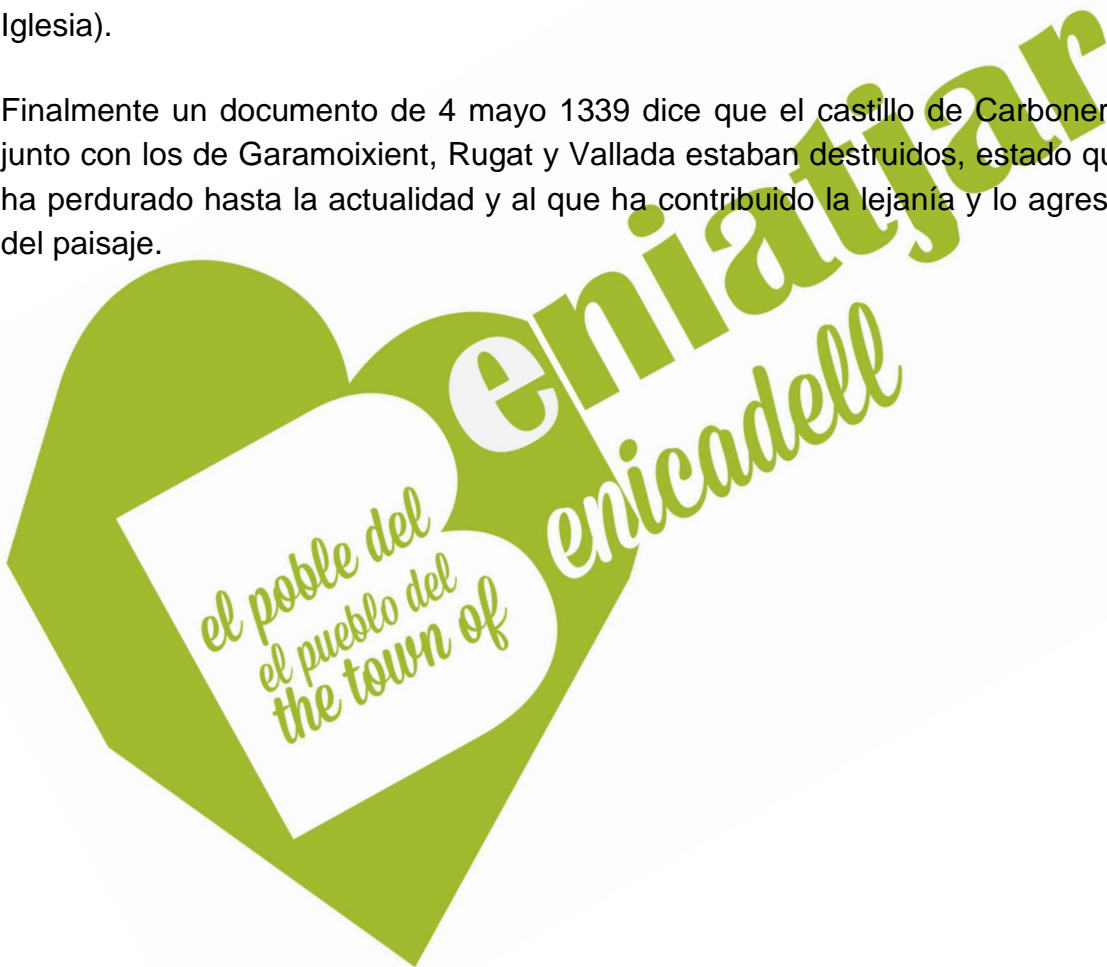 Iglesia).
Finalmente un documento de 4 mayo 1339 dice que el castillo de Carboner
junto con los de Garamoixient, Rugat y Vallada estaban destruidos, estado qu
ha perdurado hasta la actualidad y al que ha contribuido la lejanía y lo agres
del paisaje.
Beniatjar
enicadell
el poble del
el pueblo del
the town of